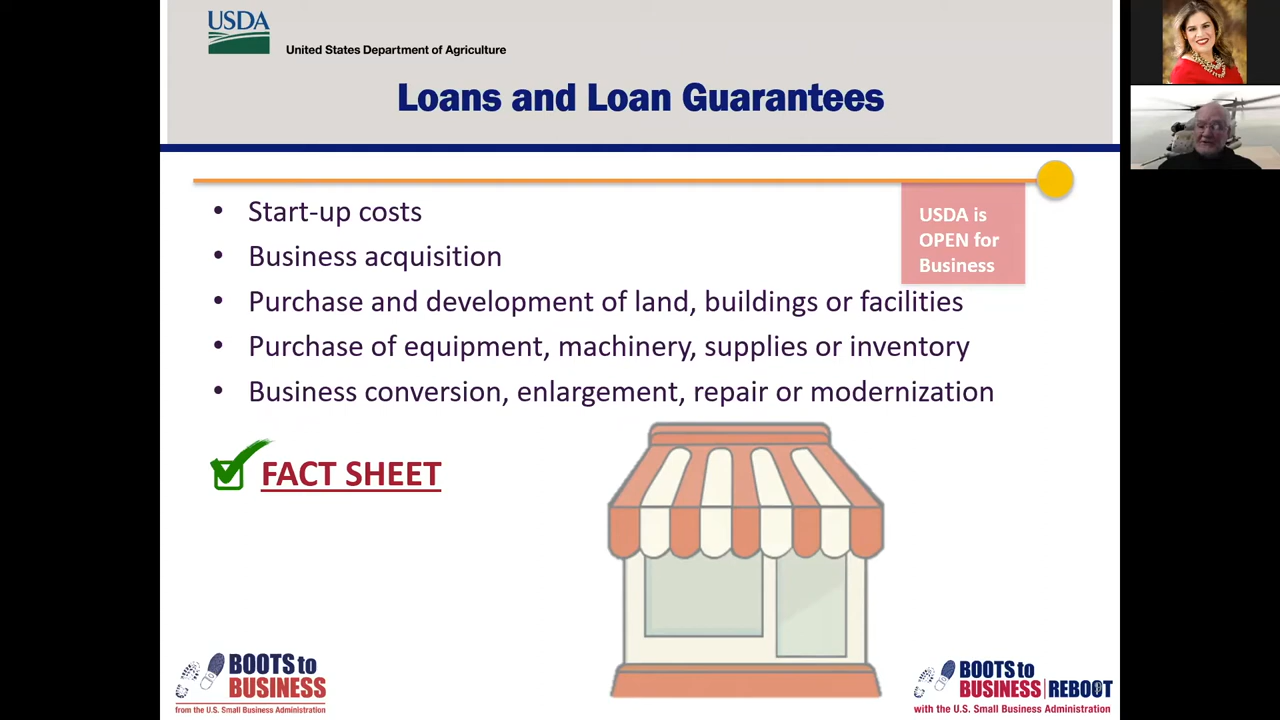 USDA
United States Department of Agriculture
Loans and Loan Guarantees
• Start-up costs
• Business acquisition
• Purchase and development of land, buildings or facilities
• Purchase of equipment, machinery, supplies or inventory
• Business conversion, enlargement, repair or modernization
USDA is
OPEN for
Business
FACT SHEET
BOOTS to
BUSINESS
from the U.S. Small Business Administration
BOOTS to
BUSINESS | REBOOT
with the U.S. Small Business Administration